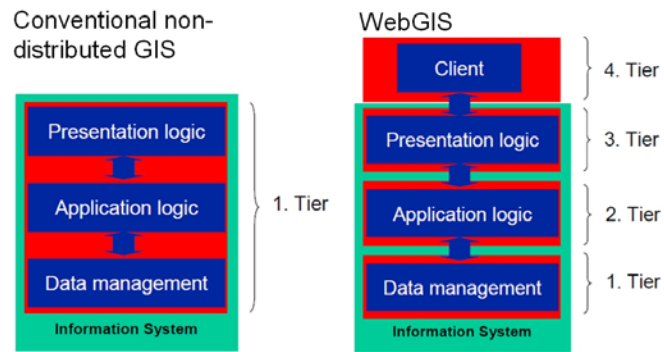 Conventional non-
distributed GIS
Presentation logic
Application logic
Data management
Information System
1. Tier
WebGIS
Client
4. Tier
Presentation logic
3. Tier
Application logic
2. Tier
Data management
1. Tier
Information System